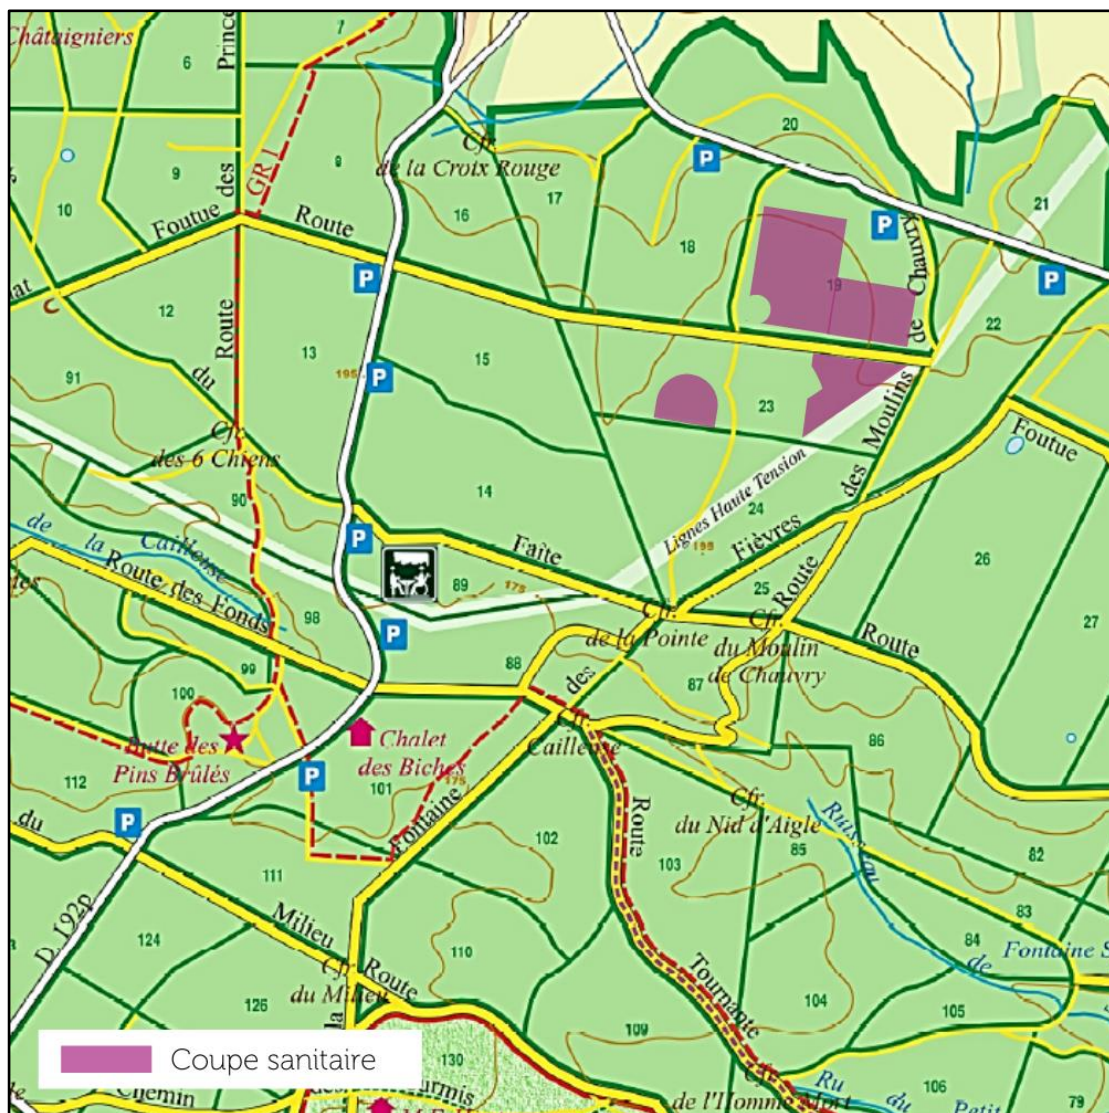 Châtaigniers
6
7
Princ
des
9
9
10
GR 1
Foutue
Route
Cfr.
de la Croix Rouge
16
17
20
P
18
19
P
21
de Chauvry
P
22
12
Route
du
13
P
195
P
15
23
91
Cfr.
des 6 Chiens
90
14
24
Lignes Haute Tension
des Moulins
Foutue
195
26
de
la
Cailleuse
P
Faîte
Fièvres
25
Route des Fonds
98
89
175
Route
Cfr.
de la Pointe
Cfr.
du Moulin
de Chauvry
Route
27
P
88
des
87
99
100
Butte des
Pins Brûlés
Chalet
des Biches
175
101
Cfr.
Cailleuse
86
112
P
P
Fontaine
Cfr.
du Nid d'Aigle
Ruisseau
du
102
Route
103
85
82
111
83
D. 192p
124
Milieu
Route
Cfr.
du Milieu
110
Tournante
84
de
Fontaine S
104
105
126
la
109
130
Coupe sanitaire
Chemin
Cfr.
de l'Homme Mort
Ru
du
Petit
106
79